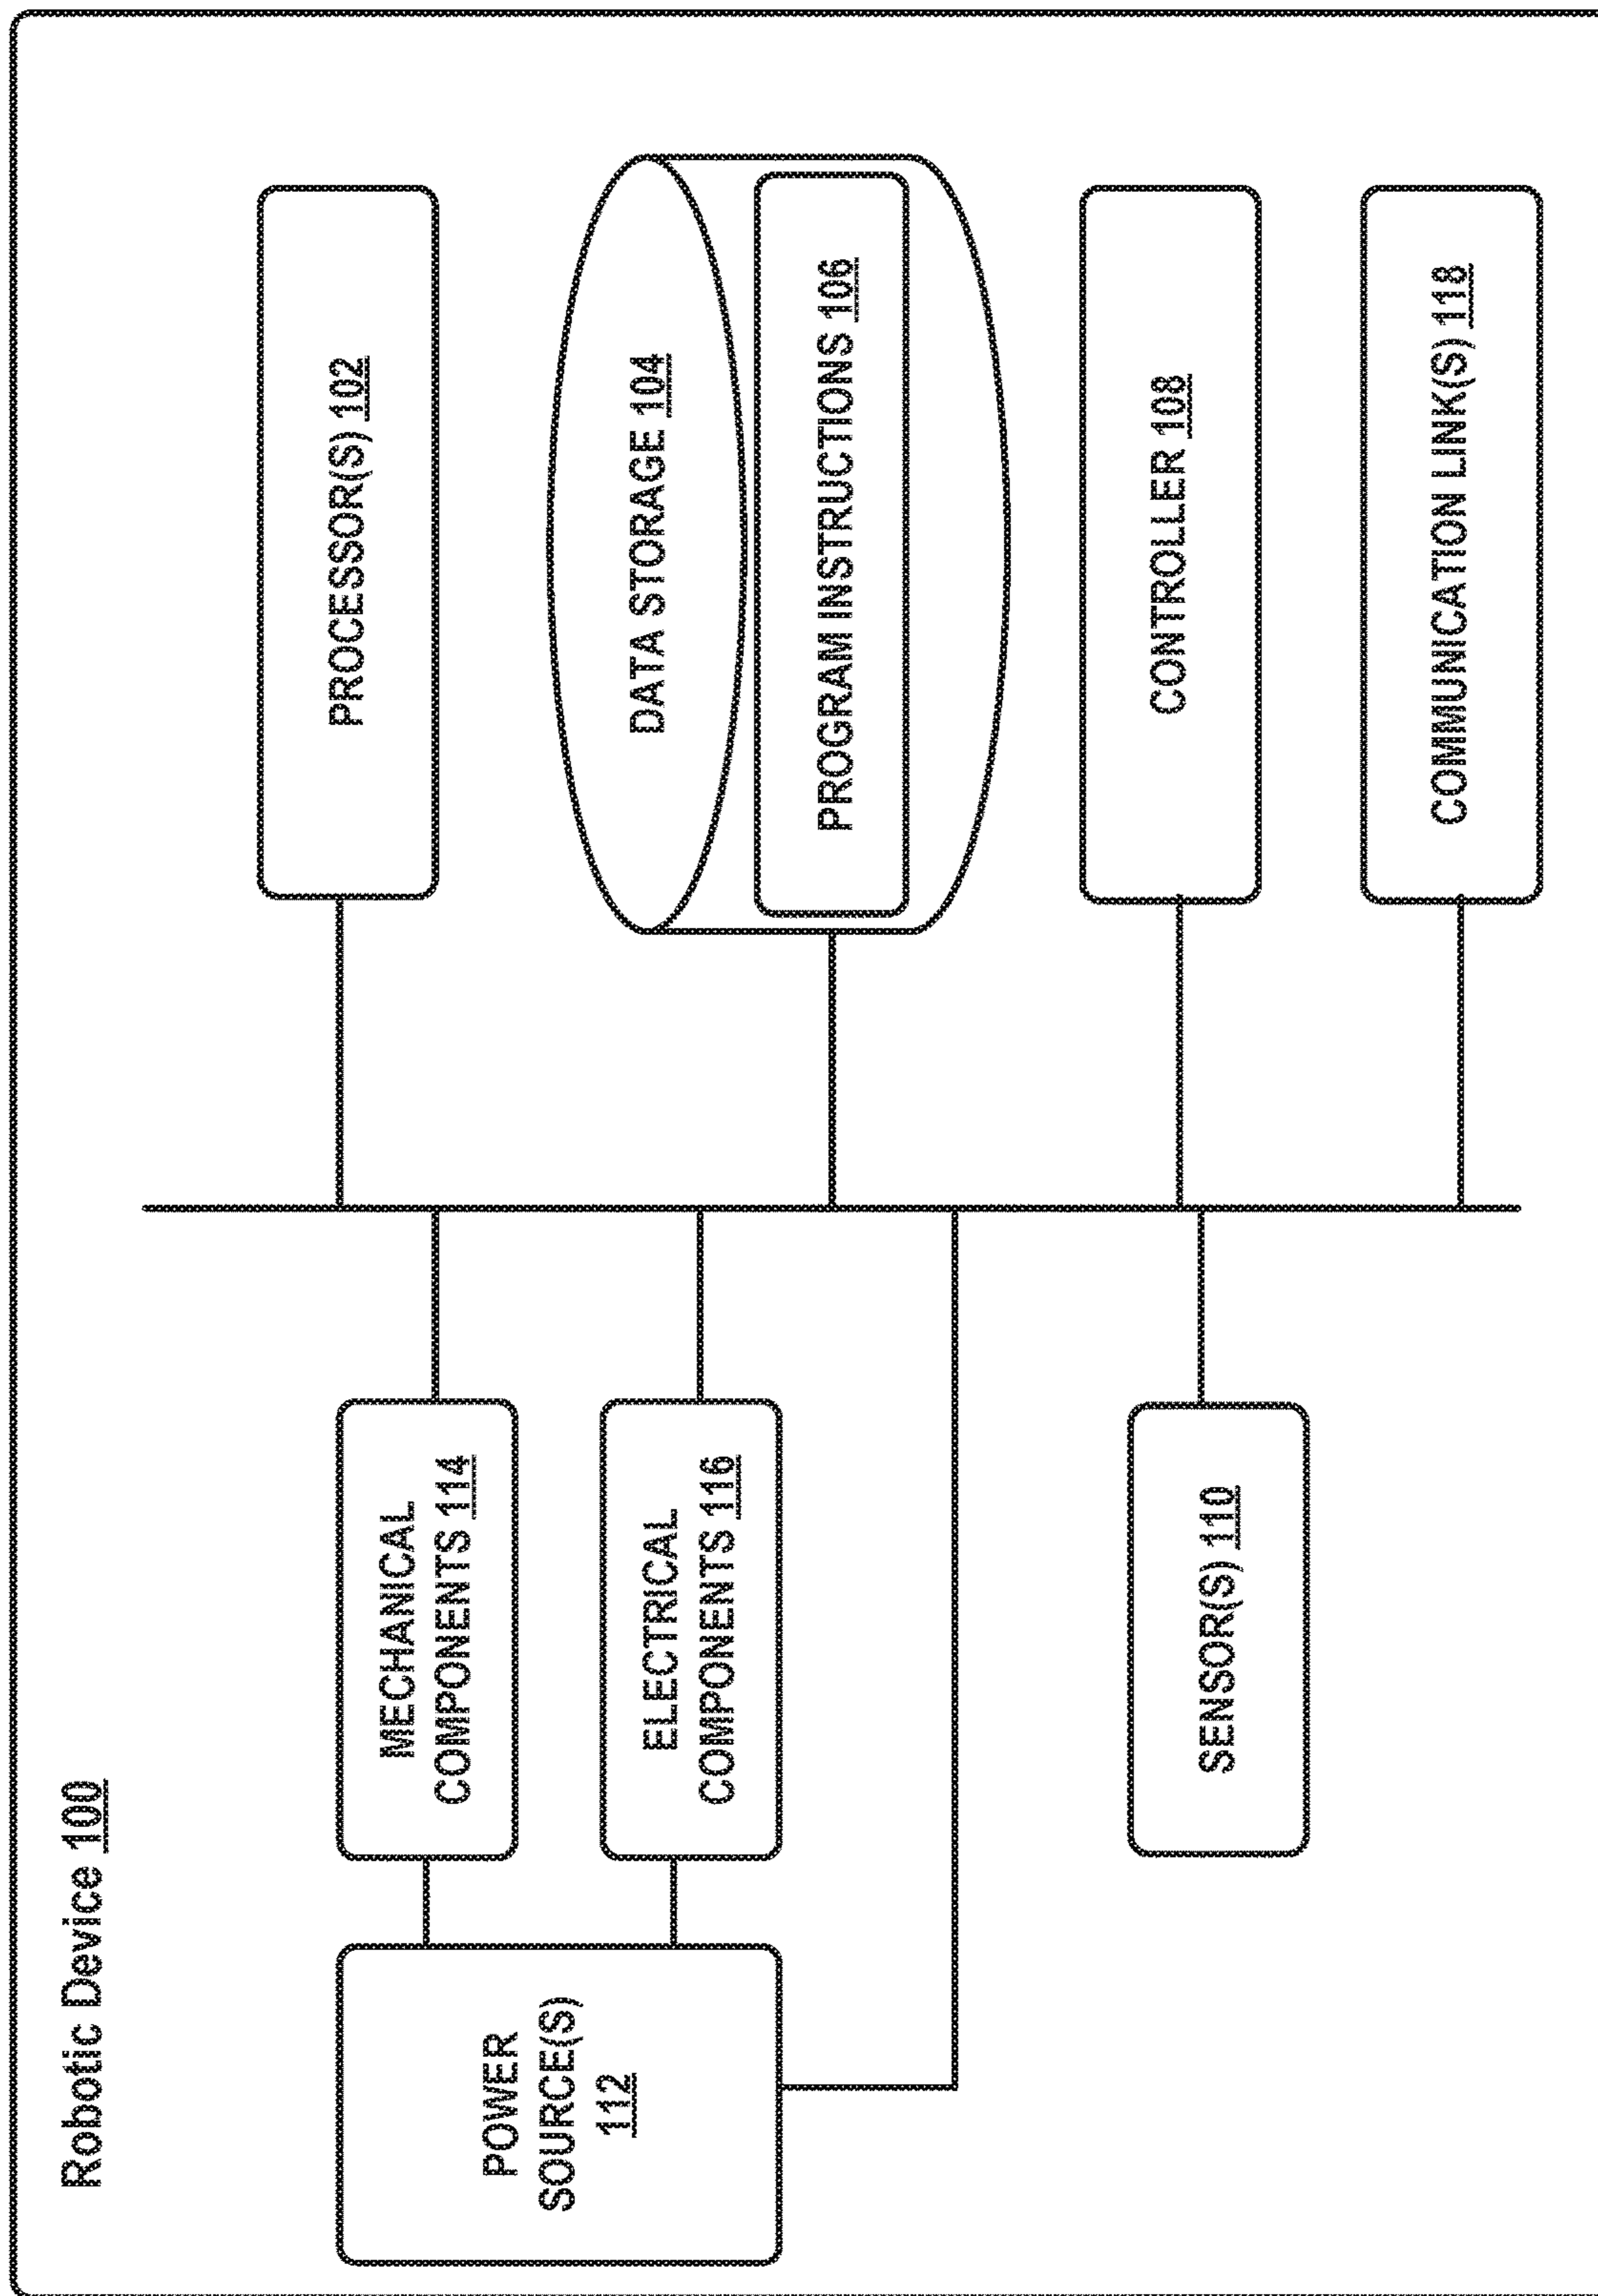 Robotic Device 100
POWER
SOURCE(S)
112
MECHANICAL
COMPONENTS 114
ELECTRICAL
COMPONENTS 116
SENSOR(S) 110
PROCESSOR(S) 102
DATA STORAGE 104
PROGRAM INSTRUCTIONS 106
CONTROLLER 108
COMMUNICATION LINK(S) 118